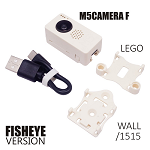 M5CAMERA F
LEGO
FISHEYE
VERSION
WALL
/1515